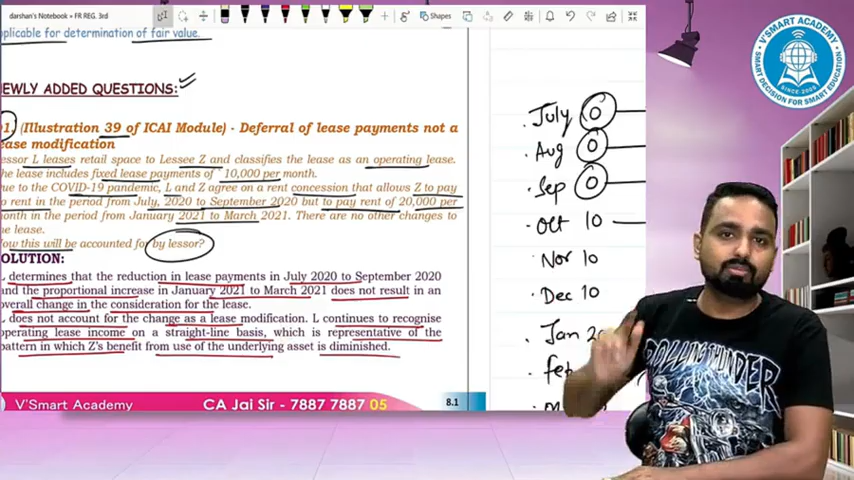 darshan's Notebook » FR REG. 3rd
Shapes
pplicable for determination of fair value.
EWLY ADDED QUESTIONS:
1. (Illustration 39 of ICAI Module) - Deferral of lease payments not a
ease modification
essor L leases retail space to Lessee Z and classifies the lease as an operating lease.
he lease includes fixed lease payments of ` 10,000 per month.
ue to the COVID-19 pandemic, L and Z agree on a rent concession that allows Z to pay
o rent in the period from July, 2020 to September 2020 but to pay rent of 20,000 per
onth in the period from January 2021 to March 2021. There are no other changes to
he lease.
ow this will be accounted for by lessor?
OLUTION:
L determines that the reduction in lease payments in July 2020 to September 2020
and the proportional increase in January 2021 to March 2021 does not result in an
overall change in the consideration for the lease.
L does not account for the change as a lease modification. L continues to recognise
operating lease income on a straight-line basis, which is representative of the
pattern in which Z's benefit from use of the underlying asset is diminished.
V'Smart Academy
CA Jai Sir - 7887 7887 05
8.1
July 0
Aug 0
Sep 0
Oct 10
Nov 10
Dec 10
Jan 20
feb
V'SMART ACADEMY
SINCE 2005
SMART DECISION FOR SMART EDUCATION
ROLLING THUNDER